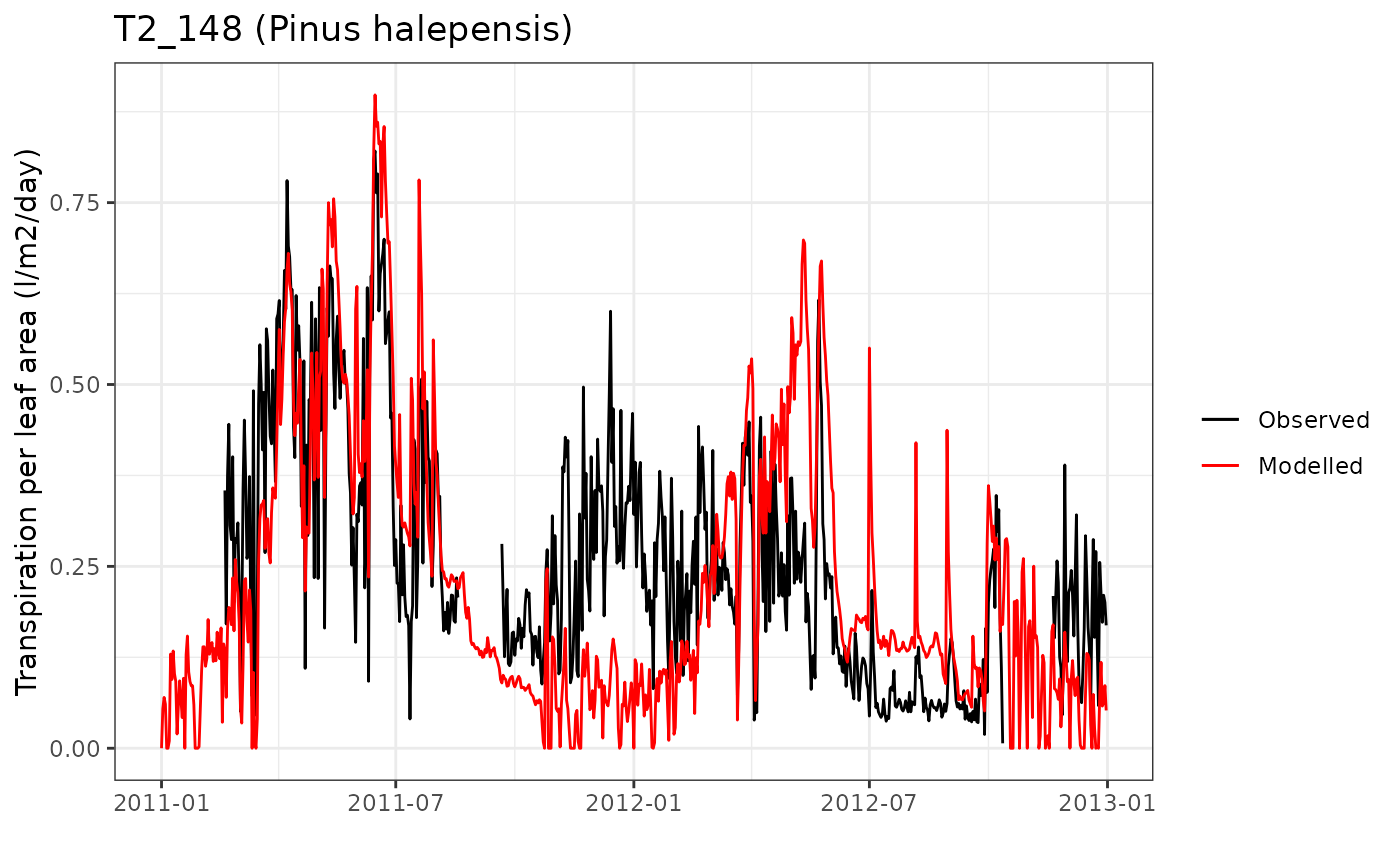 T2_148 (Pinus halepensis)
Transpiration per leaf area (l/m2/day)
0.75
0.50
0.25
0.00
2011-01
2011-07
2012-01
2012-07
2013-01
Observed
Modelled